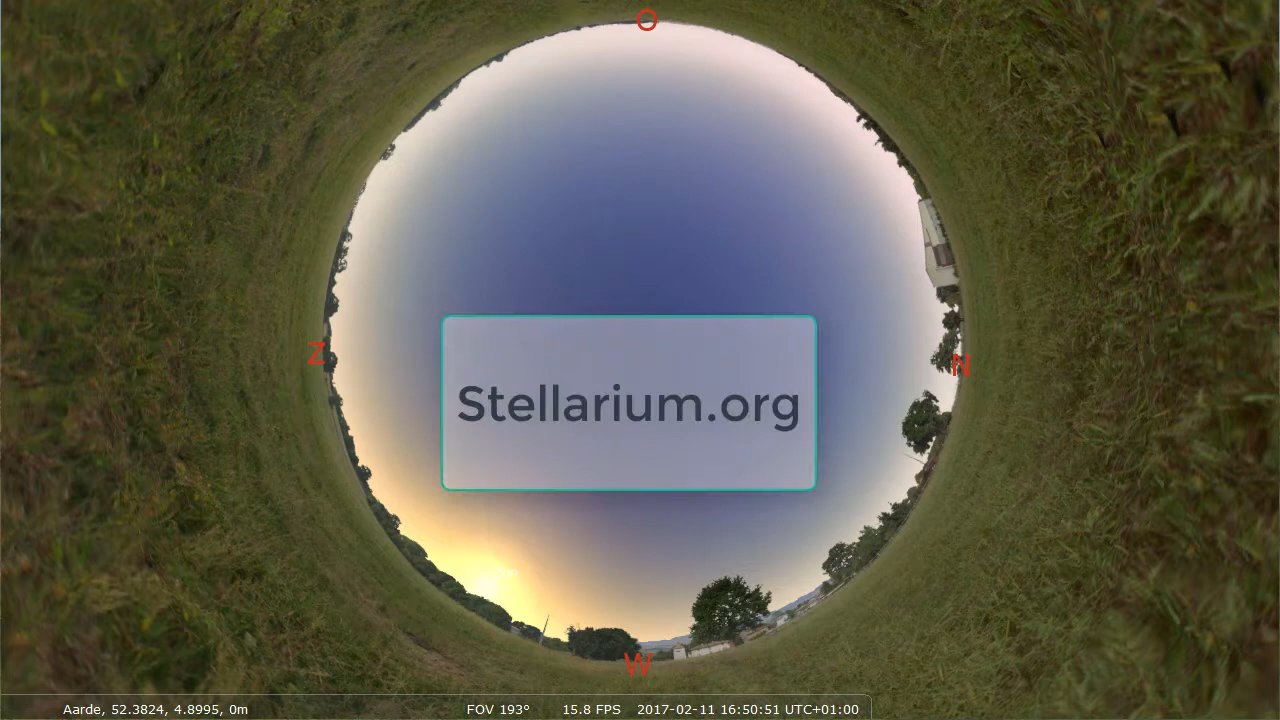 O
Z
N
Stellarium.org
W
Aarde, 52.3824, 4.8995, 0m FOV 193° 15.8 FPS 2017-02-11 16:50:51 UTC+01:00